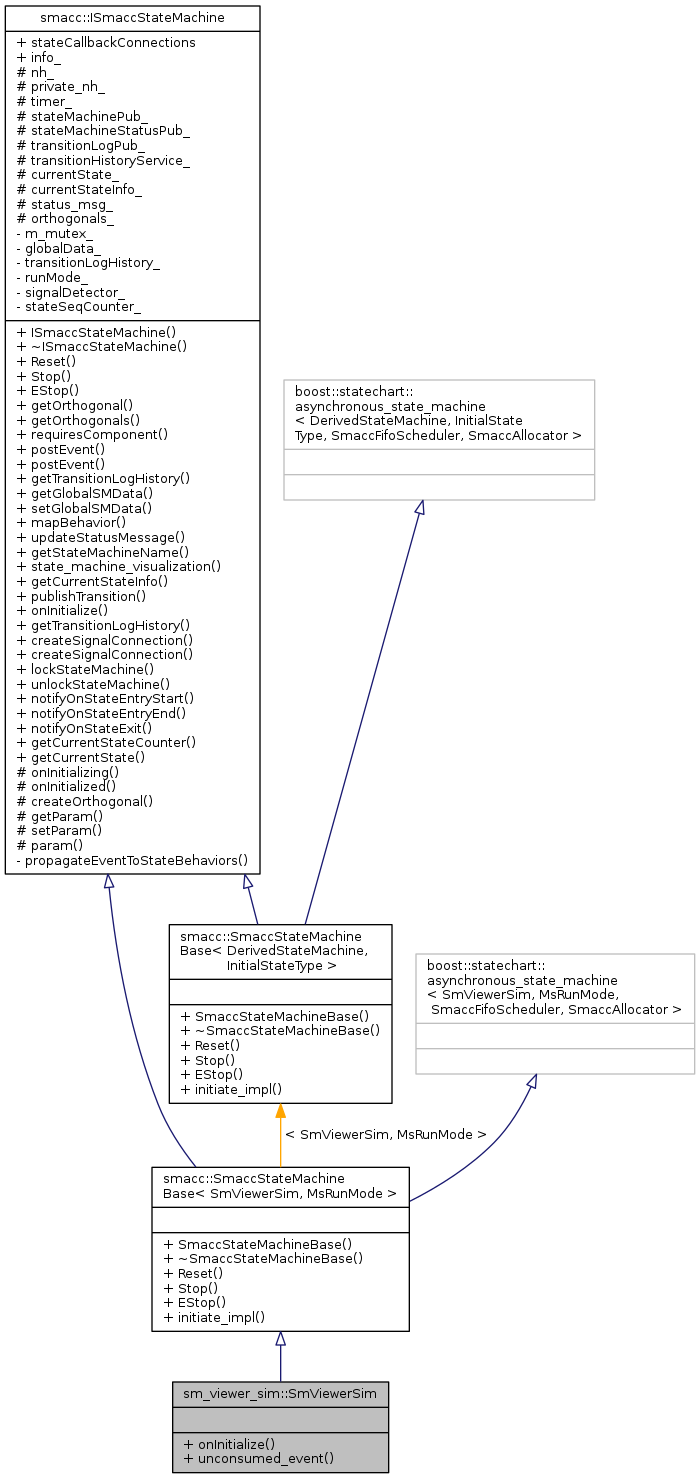 smacc::ISmaccStateMachine
+ stateCallbackConnections
+ info_
# nh_
# private_nh_
# timer_
# stateMachinePub_
# stateMachineStatusPub_
# transitionLogPub_
# transitionHistoryService_
# currentState_
# currentStateInfo_
# status_msg_
# orthogonals_
- m_mutex_
- globalData_
- transitionLogHistory_
- runMode_
- signalDetector_
- stateSeqCounter_
+ ISmaccStateMachine()
+ ~ISmaccStateMachine()
+ Reset()
+ Stop()
+ EStop()
+ getOrthogonal()
+ getOrthogonals()
+ requiresComponent()
+ postEvent()
+ postEvent()
+ getTransitionLogHistory()
+ getGlobalSMData()
+ setGlobalSMData()
+ mapBehavior()
+ updateStatusMessage()
+ getStateMachineName()
+ state_machine_visualization()
+ getCurrentStateInfo()
+ publishTransition()
+ onInitialize()
+ getTransitionLogHistory()
+ createSignalConnection()
+ createSignalConnection()
+ lockStateMachine()
+ unlockStateMachine()
+ notifyOnStateEntryStart()
+ notifyOnStateEntryEnd()
+ notifyOnStateExit()
+ getCurrentStateCounter()
+ getCurrentState()
# onInitializing()
# onInitialized()
# createOrthogonal()
# getParam()
# setParam()
# param()
- propagateEventToStateBehaviors()
boost::statechart::
asynchronous_state_machine
< DerivedStateMachine, InitialState
Type, SmaccFifoScheduler, SmaccAllocator >
smacc::SmaccStateMachine
Base< DerivedStateMachine,
InitialStateType >
+ SmaccStateMachineBase()
+ ~SmaccStateMachineBase()
+ Reset()
+ Stop()
+ EStop()
+ initiate_impl()
boost::statechart::
asynchronous_state_machine
< SmViewerSim, MsRunMode,
SmaccFifoScheduler, SmaccAllocator >
< SmViewerSim, MsRunMode >
smacc::SmaccStateMachine
Base< SmViewerSim, MsRunMode >
+ SmaccStateMachineBase()
+ ~SmaccStateMachineBase()
+ Reset()
+ Stop()
+ EStop()
+ initiate_impl()
sm_viewer_sim::SmViewerSim
+ onInitialize()
+ unconsumed_event()